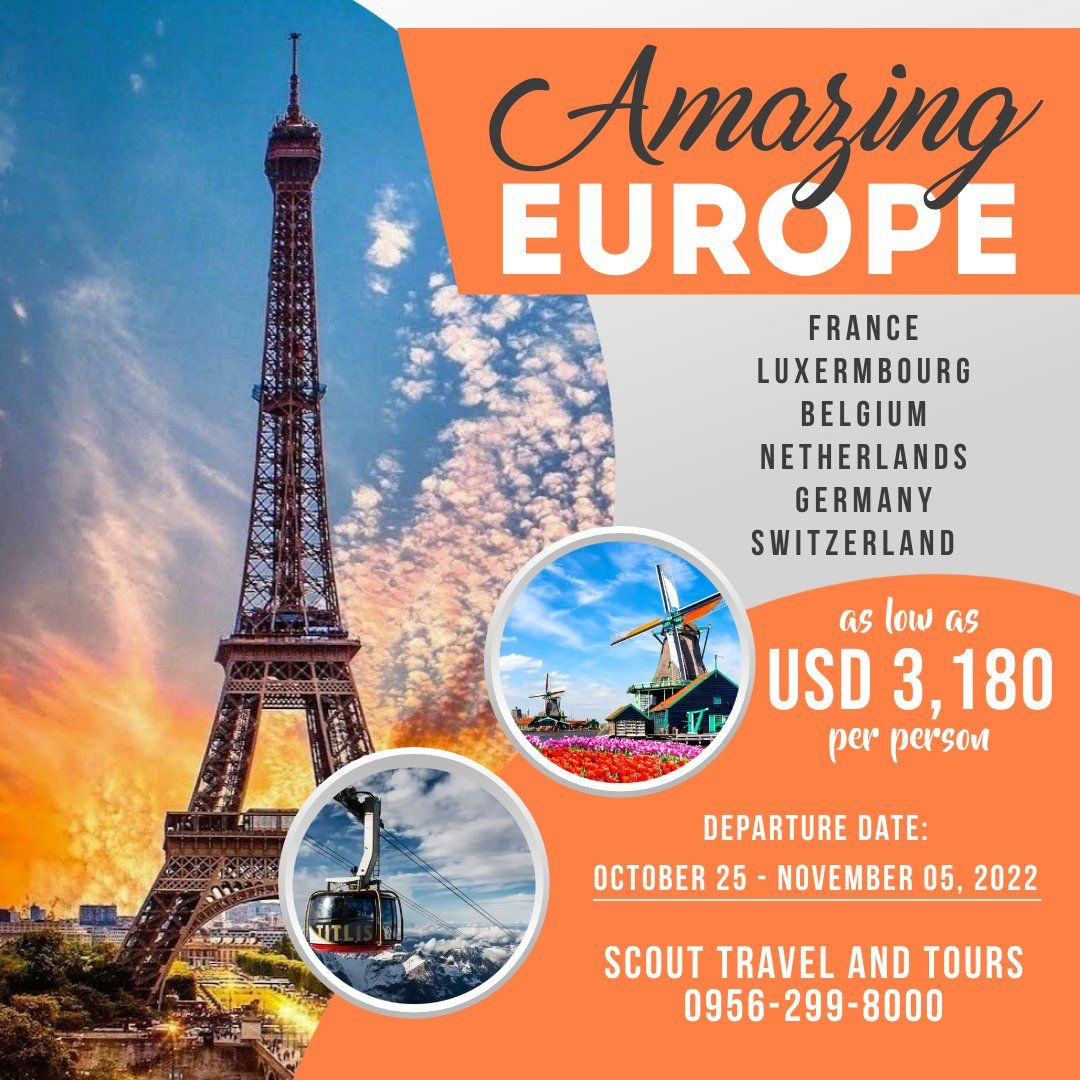 Amazing
EUROPE
FRANCE
LUXERMBOURG
BELGIUM
NETHERLANDS
GERMANY
SWITZERLAND
as low as
USD 3,180
per person
TITLIS
DEPARTURE DATE:
OCTOBER 25 - NOVEMBER 05, 2022
SCOUT TRAVEL AND TOURS
0956-299-8000